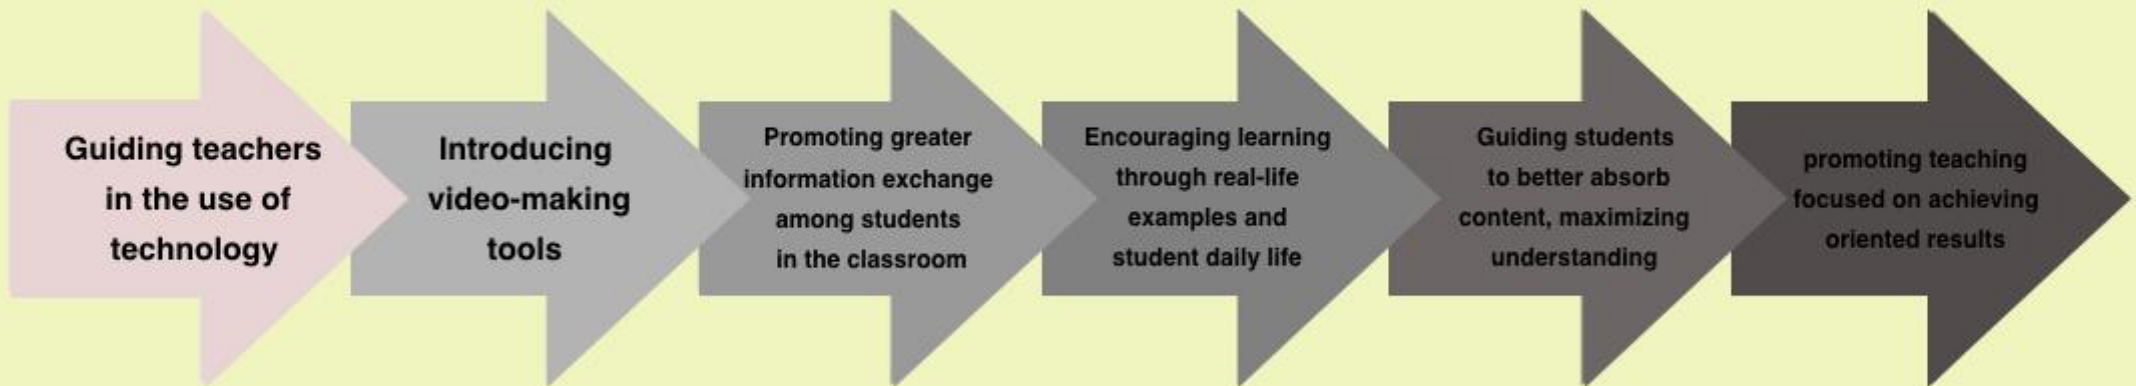 Guiding teachers
in the use of
technology
Introducing
video-making
tools
Promoting greater
information exchange
among students
in the classroom
Encouraging learning
through real-life
examples and
student daily life
Guiding students
to better absorb
content, maximizing
understanding
promoting teaching
focused on achieving
oriented results